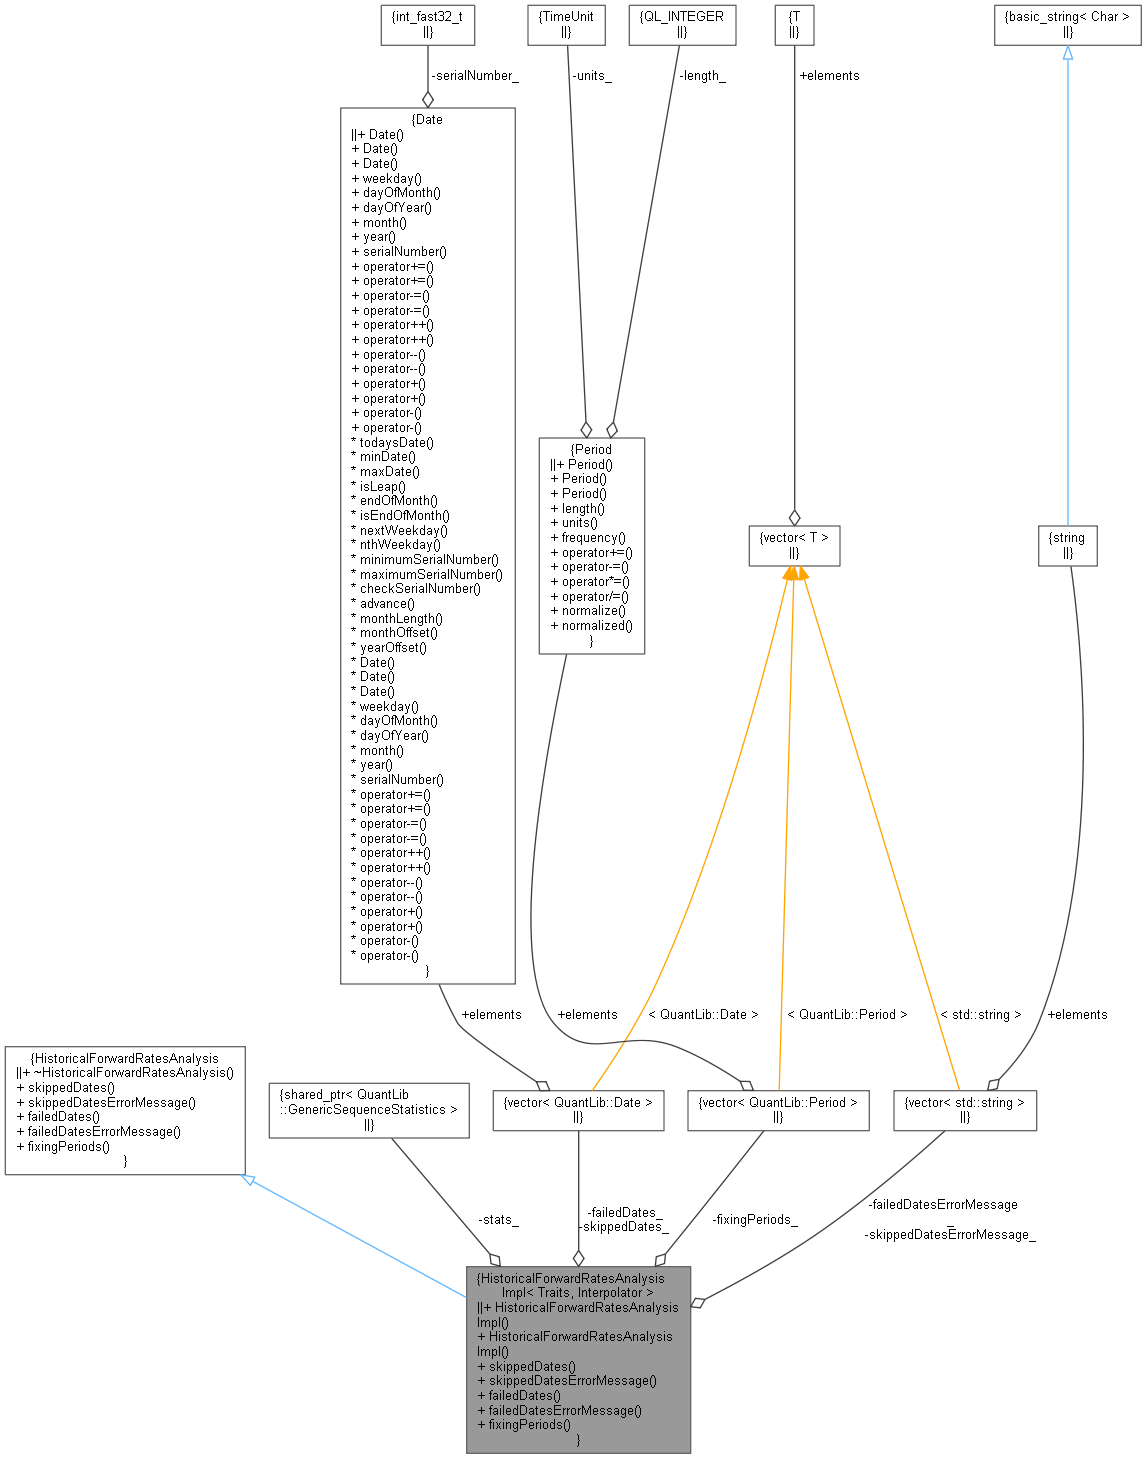 {int_fast32_t
||}
{TimeUnit
||}
{QL_INTEGER
||}
{T
||}
{basic_string< Char >
||}
-serialNumber_
-units_
-length_
+elements
{Date
||+ Date()
+ Date()
+ Date()
+ weekday()
+ dayOfMonth()
+ dayOfYear()
+ month()
+ year()
+ serialNumber()
+ operator+=()
+ operator+=()
+ operator-=()
+ operator-=()
+ operator++()
+ operator++()
+ operator--()
+ operator--()
+ operator+()
+ operator+()
+ operator-()
+ operator-()
* todaysDate()
* minDate()
* maxDate()
* isLeap()
* endOfMonth()
* isEndOfMonth()
* nextWeekday()
* nthWeekday()
* minimumSerialNumber()
* maximumSerialNumber()
* checkSerialNumber()
* advance()
* monthLength()
* monthOffset()
* yearOffset()
* Date()
* Date()
* Date()
* weekday()
* dayOfMonth()
* dayOfYear()
* month()
* year()
* serialNumber()
* operator+=()
* operator+=()
* operator-=()
* operator-=()
* operator++()
* operator++()
* operator--()
* operator--()
* operator+()
* operator+()
* operator-()
* operator-()
}
{Period
||+ Period()
+ Period()
+ Period()
+ length()
+ units()
+ frequency()
+ operator+=()
+ operator-=()
+ operator*=()
+ operator/=()
+ normalize()
+ normalized()
}
{vector< T >
||}
{string
||}
+elements
+elements
< QuantLib::Date >
< QuantLib::Period >
< std::string >
+elements
{HistoricalForwardRatesAnalysis
||+ ~HistoricalForwardRatesAnalysis()
+ skippedDates()
+ skippedDatesErrorMessage()
+ failedDates()
+ failedDatesErrorMessage()
+ fixingPeriods()
}
{shared_ptr< QuantLib
::GenericSequenceStatistics >
||}
{vector< QuantLib::Date >
||}
{vector< QuantLib::Period >
||}
{vector< std::string >
||}
-stats_
-failedDates_
-skippedDates_
-fixingPeriods_
-failedDatesErrorMessage
_
-skippedDatesErrorMessage_
{HistoricalForwardRatesAnalysis
Impl< Traits, Interpolator >
||+ HistoricalForwardRatesAnalysis
Impl()
+ HistoricalForwardRatesAnalysis
Impl()
+ skippedDates()
+ skippedDatesErrorMessage()
+ failedDates()
+ failedDatesErrorMessage()
+ fixingPeriods()
}